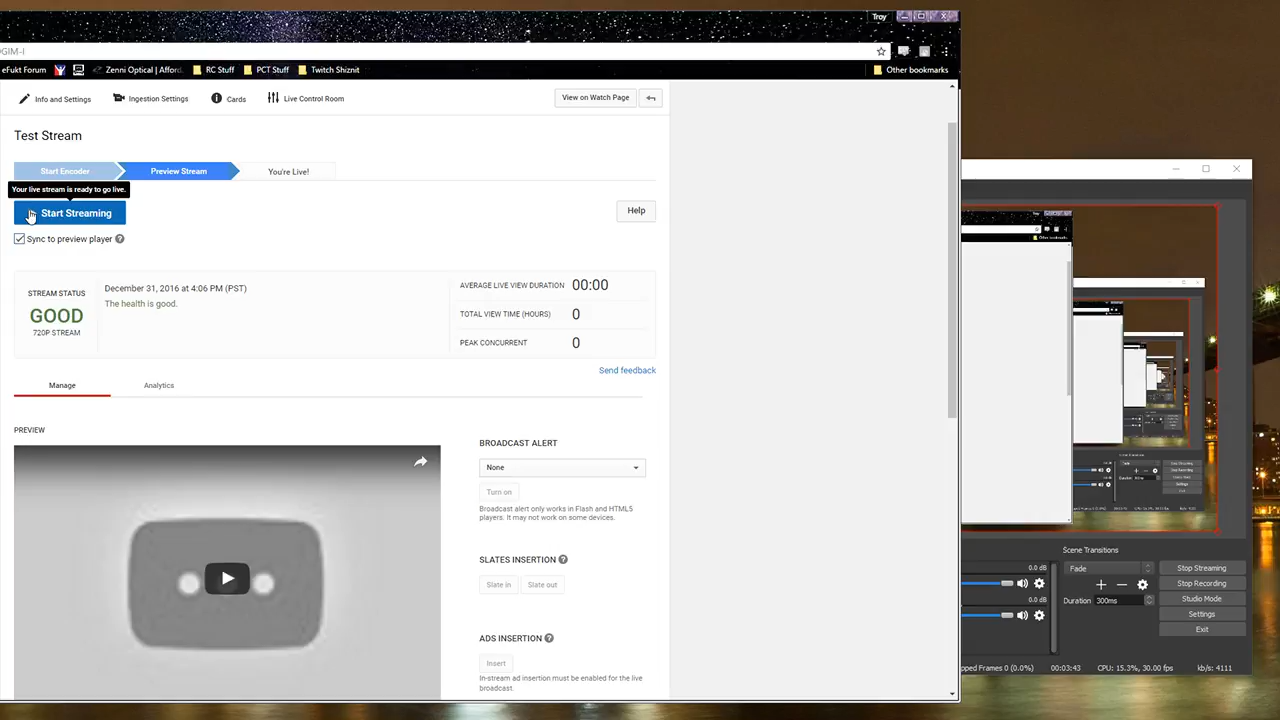 Troy
OGIM-I
eFukt Forum
Zenni Optical | Afford.
RC Stuff
PCT Stuff
Twitch Shiznit
Other bookmarks
Info and Settings
Ingestion Settings
Cards
Live Control Room
View on Watch Page
Test Stream
Start Encoder
Preview Stream
You're Live!
Your live stream is ready to go live.
Start Streaming
Help
Sync to preview player
STREAM STATUS
GOOD
720P STREAM
December 31, 2016 at 4:06 PM (PST)
The health is good.
AVERAGE LIVE VIEW DURATION 00:00
TOTAL VIEW TIME (HOURS) 0
PEAK CONCURRENT 0
Send feedback
Manage
Analytics
PREVIEW
BROADCAST ALERT
None
Turn on
Broadcast alert only works in Flash and HTML5
players. It may not work on some devices.
SLATES INSERTION
Slate in
Slate out
ADS INSERTION
Insert
In-stream ad insertion must be enabled for the live
broadcast.
Troy
Other bookmarks
Scene Transitions
0.0 dB
Fade
0.0 dB
Duration 300ms
Stop Streaming
Stop Recording
Studio Mode
Settings
Exit
pped Frames 0 (0.0%)
00:03:43
CPU: 15.3%, 30.00 fps
kb/s: 4111